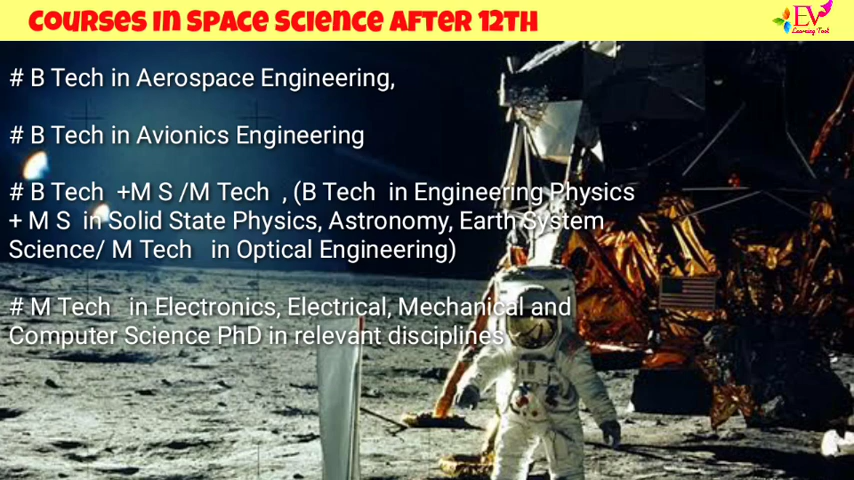 COURSES IN SPACE SCIENCE AFTER 12TH
EV
Learning Tool
# B Tech in Aerospace Engineering,
# B Tech in Avionics Engineering
# B Tech +M S /M Tech , (B Tech in Engineering Physics
+ M S in Solid State Physics, Astronomy, Earth System
Science/ M Tech in Optical Engineering)
# M Tech in Electronics, Electrical, Mechanical and
Computer Science PhD in relevant disciplines